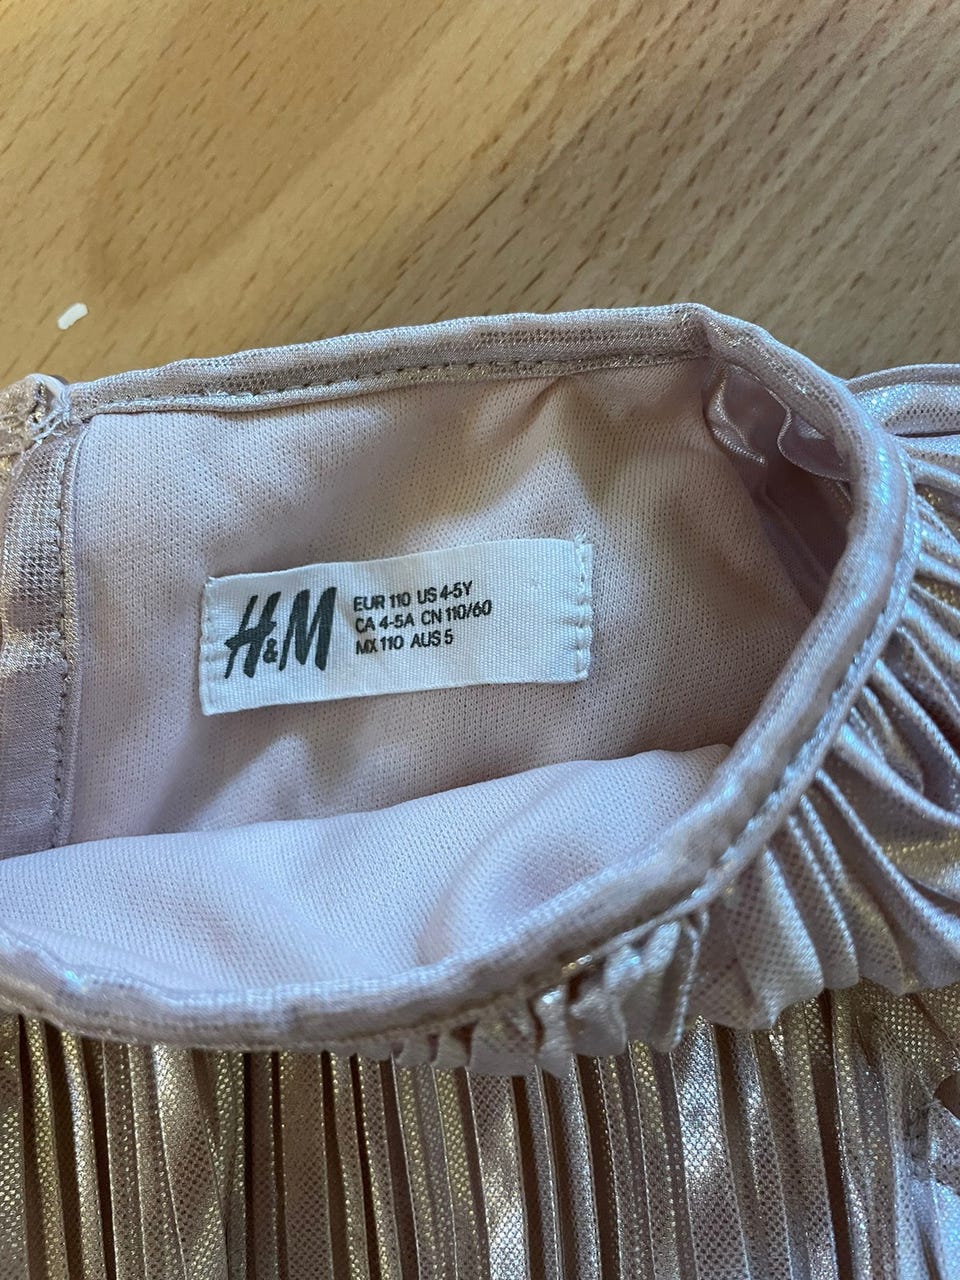 H&M
EUR 110 US 4-5Y
CA 4-5A CN 110/60
MX 110 AUS 5